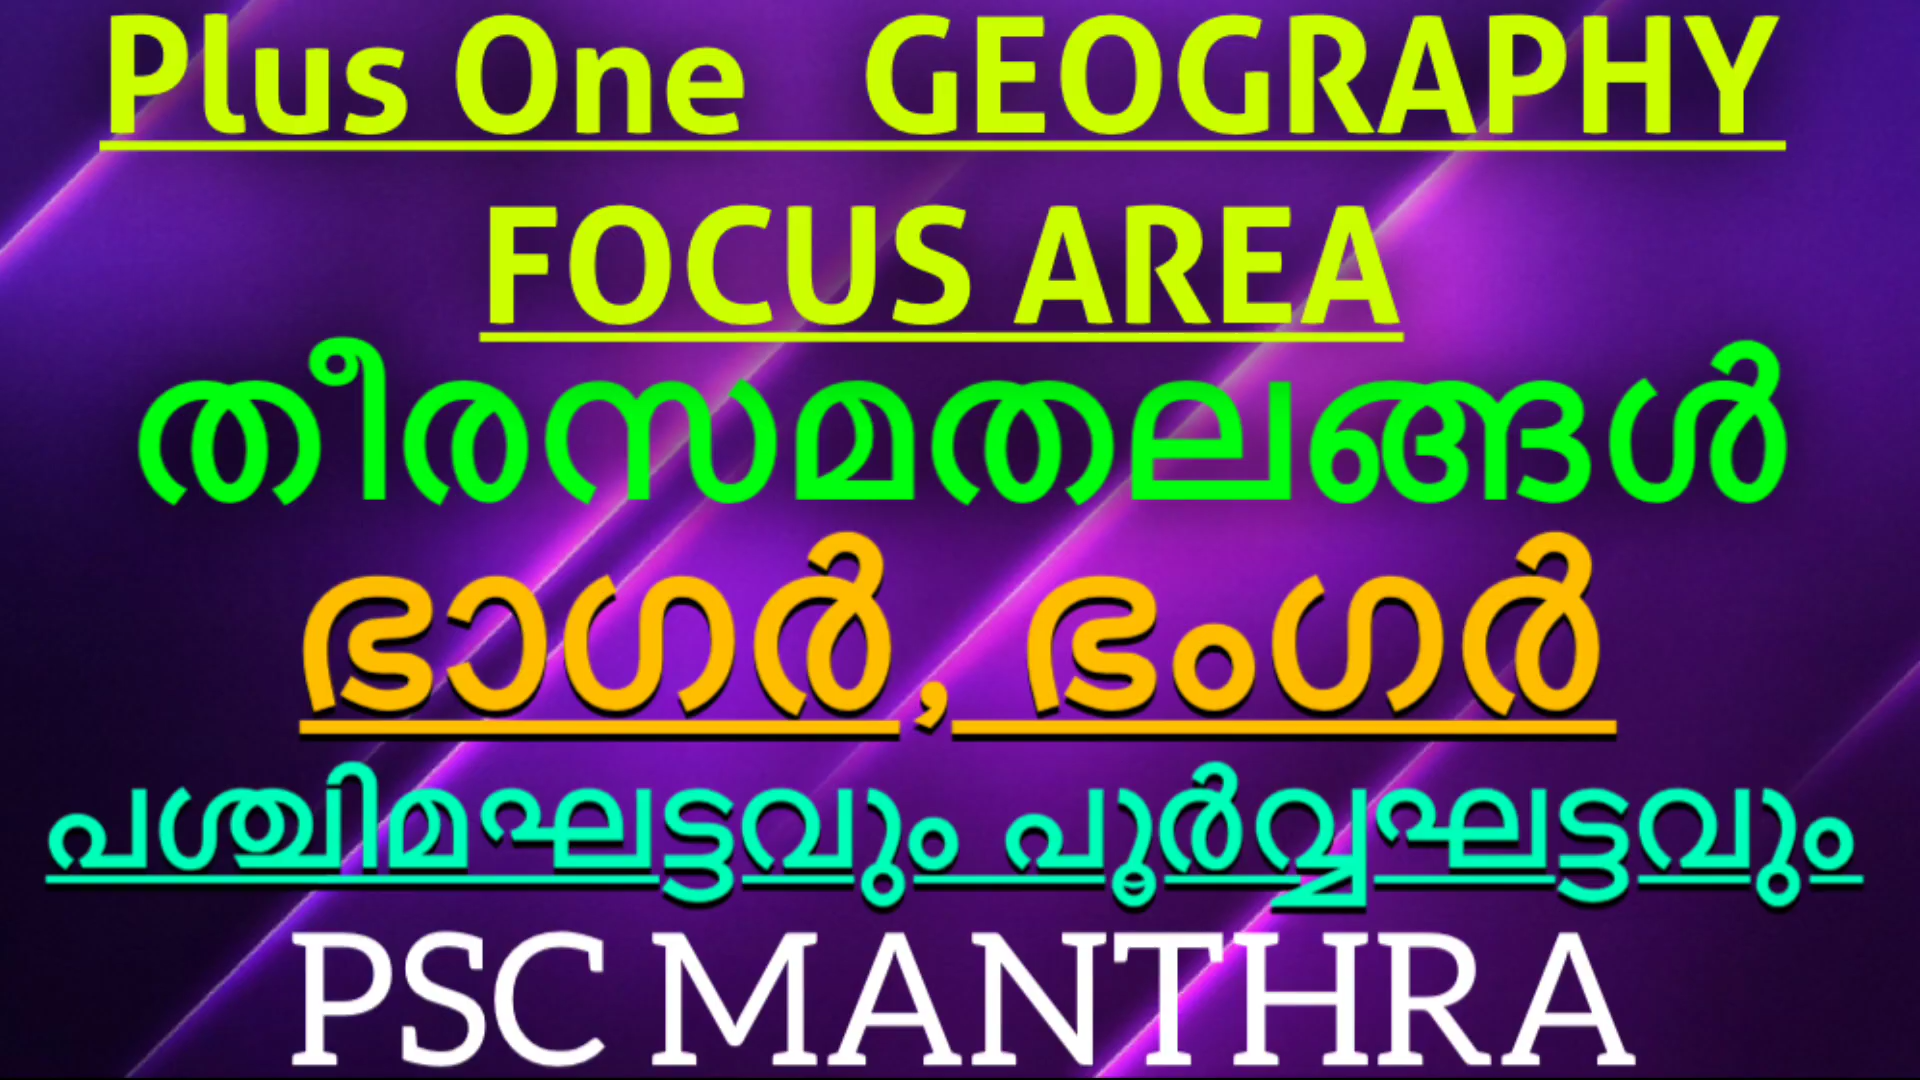 Plus One GEOGRAPHY
FOCUS AREA
തീരസമതലങ്ങൾ
ഭാഗർ, ഭംഗർ
പശ്ചിമഘട്ടവും പൂർവ്വഘട്ടവും
PSC MANTHRA